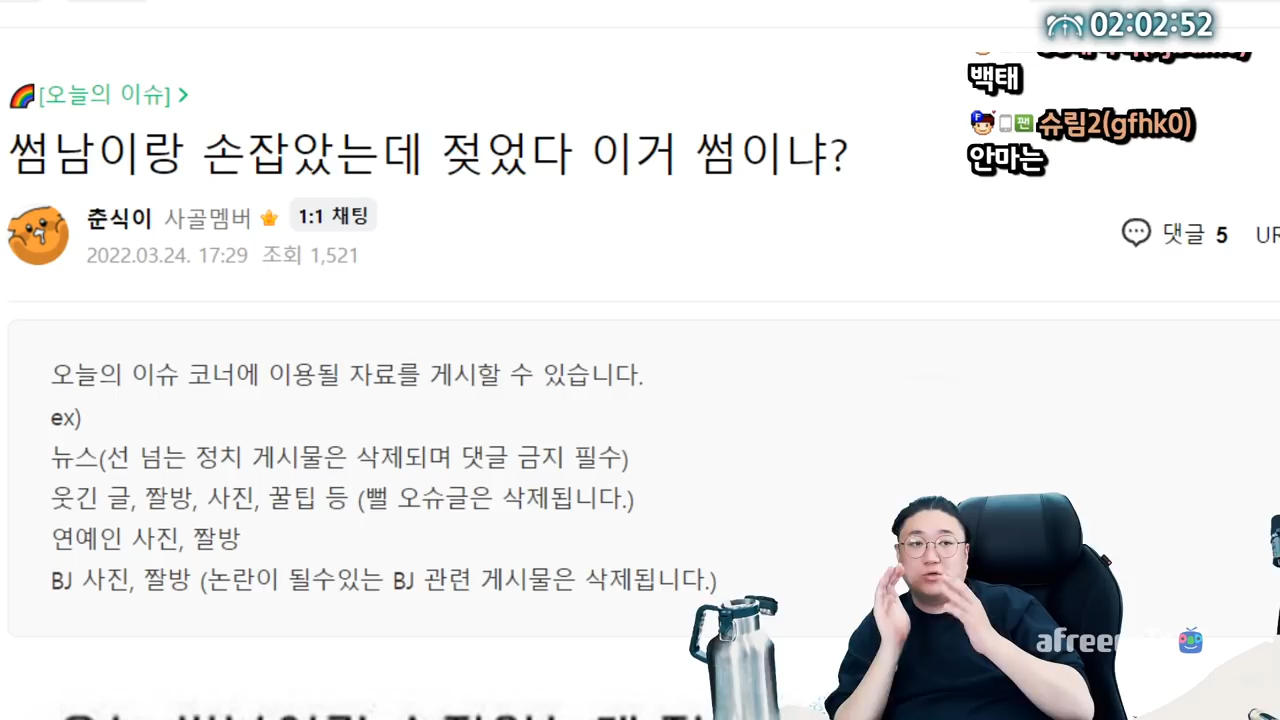 02:02:52
백태
[오늘의 이슈] >
슈림2(gfhk0)
썸남이랑 손잡았는데 젖었다 이거 썸이냐?
안마는
춘식이 사골멤버 1:1 채팅
2022.03.24. 17:29 조회 1,521
댓글 5
오늘의 이슈 코너에 이용될 자료를 게시할 수 있습니다.
ex)
뉴스(선 넘는 정치 게시물은 삭제되며 댓글 금지 필수)
웃긴 글, 짤방, 사진, 꿀팁 등 (뻘 오슈글은 삭제됩니다.)
연예인 사진, 짤방
BJ 사진, 짤방 (논란이 될수있는 BJ 관련 게시물은 삭제됩니다.)